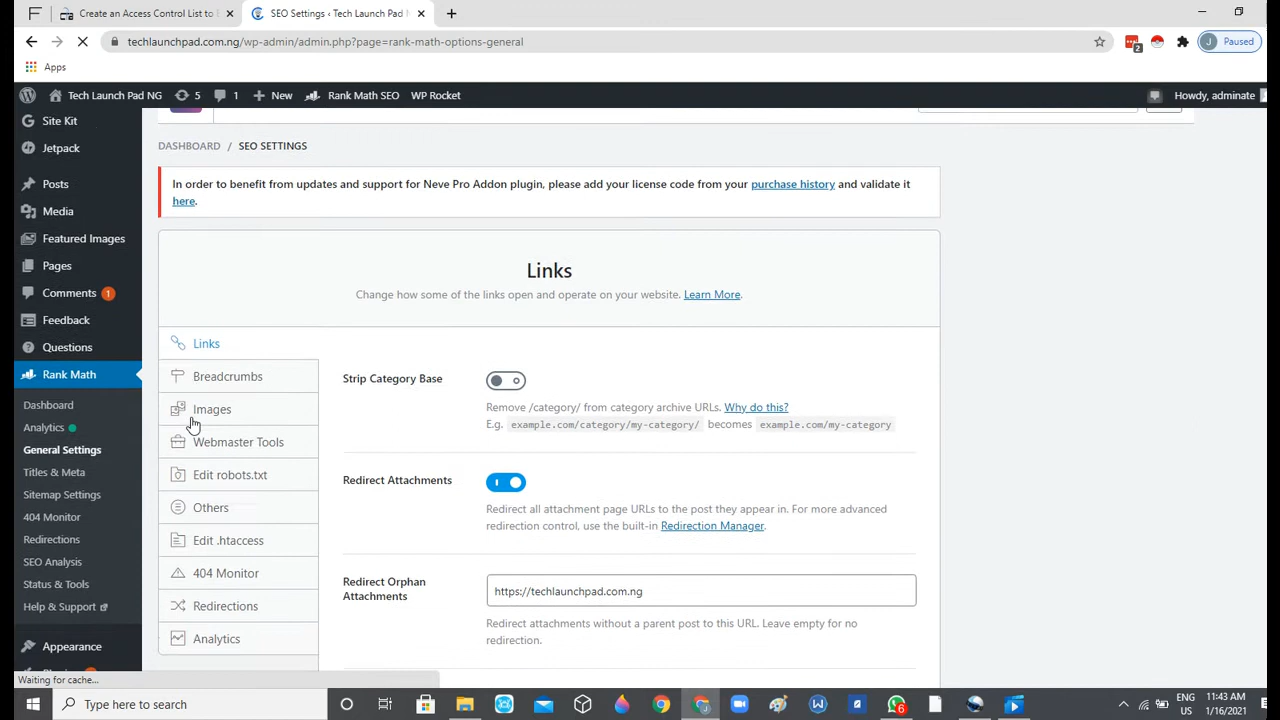 Create an Access Control List to E
SEO Settings ‹ Tech Launch Pad N
techlaunchpad.com.ng/wp-admin/admin.php?page=rank-math-options-general
2
J
Paused
Apps
Tech Launch Pad NG
5
1
New
Rank Math SEO
WP Rocket
Howdy, adminate
Site Kit
Jetpack
Posts
Media
Featured Images
Pages
Comments 1
Feedback
Questions
Rank Math
Dashboard
Analytics
General Settings
Titles & Meta
Sitemap Settings
404 Monitor
Redirections
SEO Analysis
Status & Tools
Help & Support
Appearance
DASHBOARD / SEO SETTINGS
In order to benefit from updates and support for Neve Pro Addon plugin, please add your license code from your purchase history and validate it
here.
Links
Change how some of the links open and operate on your website. Learn More.
Links
Breadcrumbs
Images
Webmaster Tools
Edit robots.txt
Others
Edit .htaccess
404 Monitor
Redirections
Analytics
Strip Category Base
Remove /category/ from category archive URLs. Why do this?
E.g. example.com/category/my-category/ becomes example.com/my-category
Redirect Attachments
Redirect all attachment page URLs to the post they appear in. For more advanced
redirection control, use the built-in Redirection Manager.
Redirect Orphan
Attachments
https://techlaunchpad.com.ng
Redirect attachments without a parent post to this URL. Leave empty for no
redirection.
Waiting for cache...
Type here to search
6
ENG
US
11:43 AM
1/16/2021